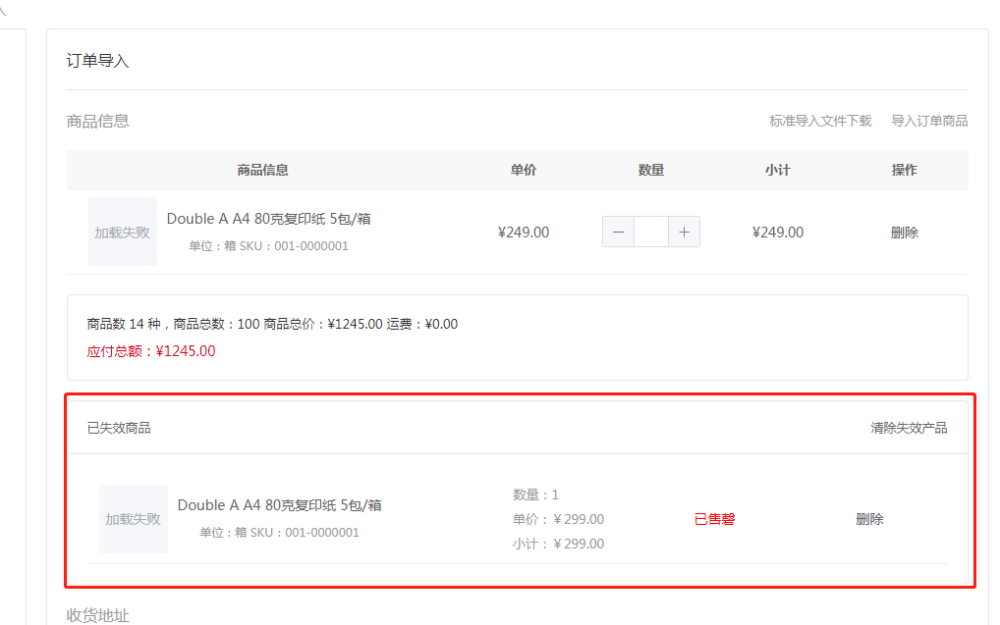 订单导入
商品信息 标准导入文件下载 导入订单商品
商品信息 单价 数量 小计 操作
加载失败 Double A A4 80克复印纸 5包/箱 ¥249.00 − + ¥249.00 删除
单位：箱 SKU：001-0000001
商品数 14 种，商品总数：100 商品总价：¥1245.00 运费：¥0.00
应付总额：¥1245.00
已失效商品 清除失效产品
数量：1
加载失败 Double A A4 80克复印纸 5包/箱 单价：￥299.00 已售罄 删除
单位：箱 SKU：001-0000001 小计：￥299.00
收货地址